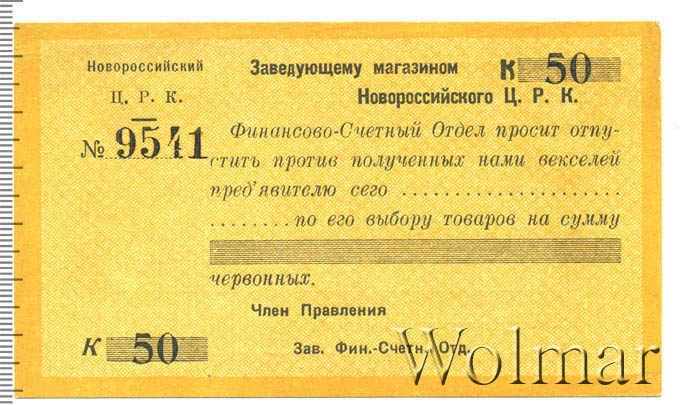 Новороссийский
Ц. Р. К.
№ 9541
Заведующему магазином К 50
Новороссийского Ц. Р. К.
Финансово-Счетный Отдел просит отпу-
стить против полученных нами векселей
пред'явитлю сего ......................
........ по его выбору товаров на сумму
червонных.
Член Правления
К 50
Зав. Фин.-Счетн. Отд.
Wolmar